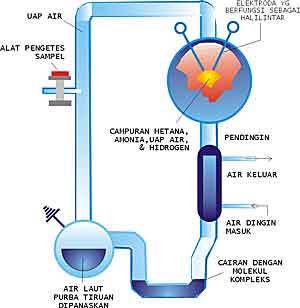 ELEKTRODA YG
BERFUNGSI SEBAGAI
HALILINTAR
UAP AIR
ALAT PENGETES
SAMPEL
CAMPURAN METANA,
AMONIA,UAP AIR,
& HIDROGEN
PENDINGIN
AIR KELUAR
AIR DINGIN
MASUK
CAIRAN DENGAN
MOLEKUL
KOMPLEKS
AIR LAUT
PURBA TIRUAN
DIPANASKAN